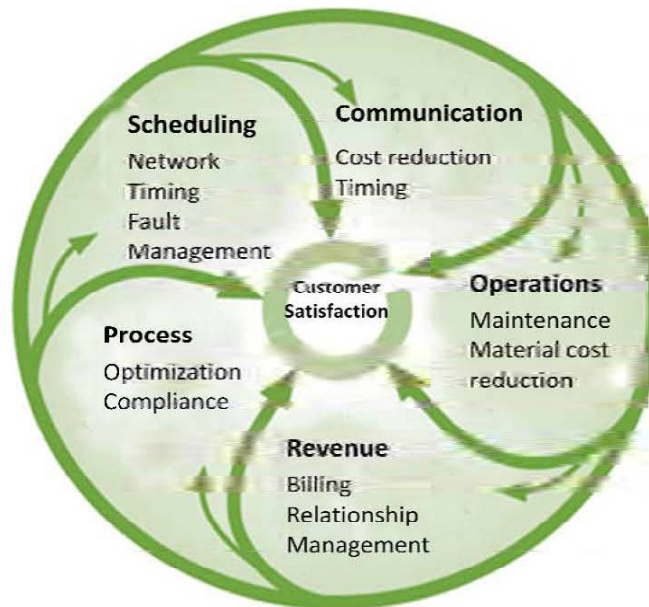 Scheduling
Network
Timing
Fault
Management
Communication
Cost reduction
Timing
Customer
Satisfaction
Operations
Maintenance
Material cost
reduction
Process
Optimization
Compliance
Revenue
Billing
Relationship
Management